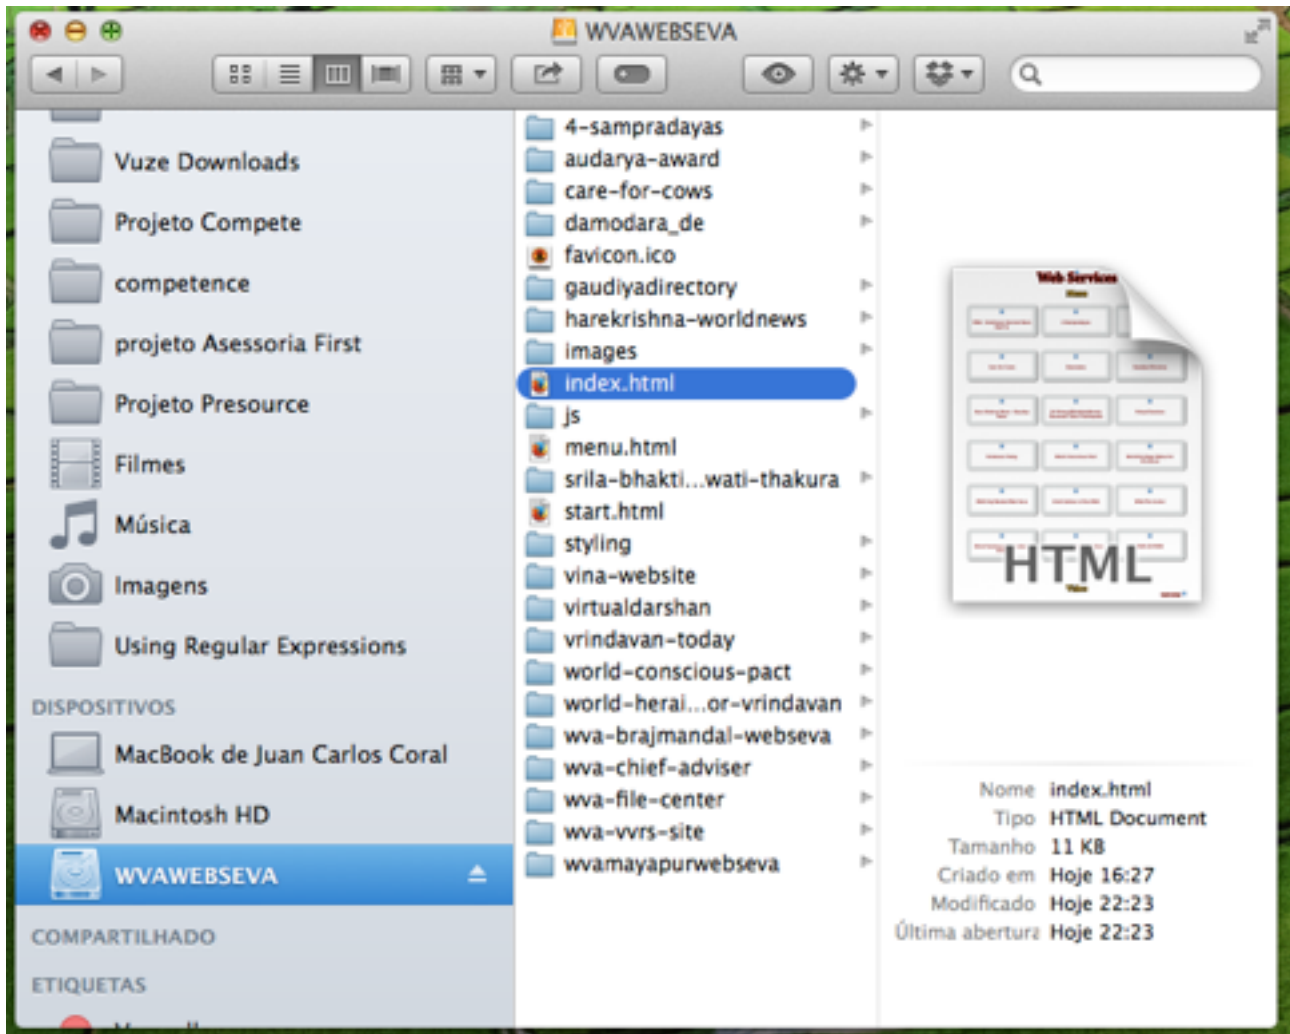 WVAWEBSEVA
Vuze Downloads
Projeto Compete
competence
projeto Asessoria First
Projeto Presource
Filmes
Música
Imagens
Using Regular Expressions
DISPOSITIVOS
MacBook de Juan Carlos Coral
Macintosh HD
WVAWEBSEVA
COMPARTILHADO
ETIQUETAS
4-sampradayas
audarya-award
care-for-cows
damodara_de
favicon.ico
gaudiyadirectory
harekrishna-worldnews
images
index.html
js
menu.html
srila-bhakti...wati-thakura
start.html
styling
vina-website
virtualdarshan
vrindavan-today
world-conscious-pact
world-herai...or-vrindavan
wva-brajmandal-webseva
wva-chief-adviser
wva-file-center
wva-vvrs-site
wvamayapurwebseva
Web Services
HTML
Nome index.html
Tipo HTML Document
Tamanho 11 KB
Criado em Hoje 16:27
Modificado Hoje 22:23
Última abertura Hoje 22:23